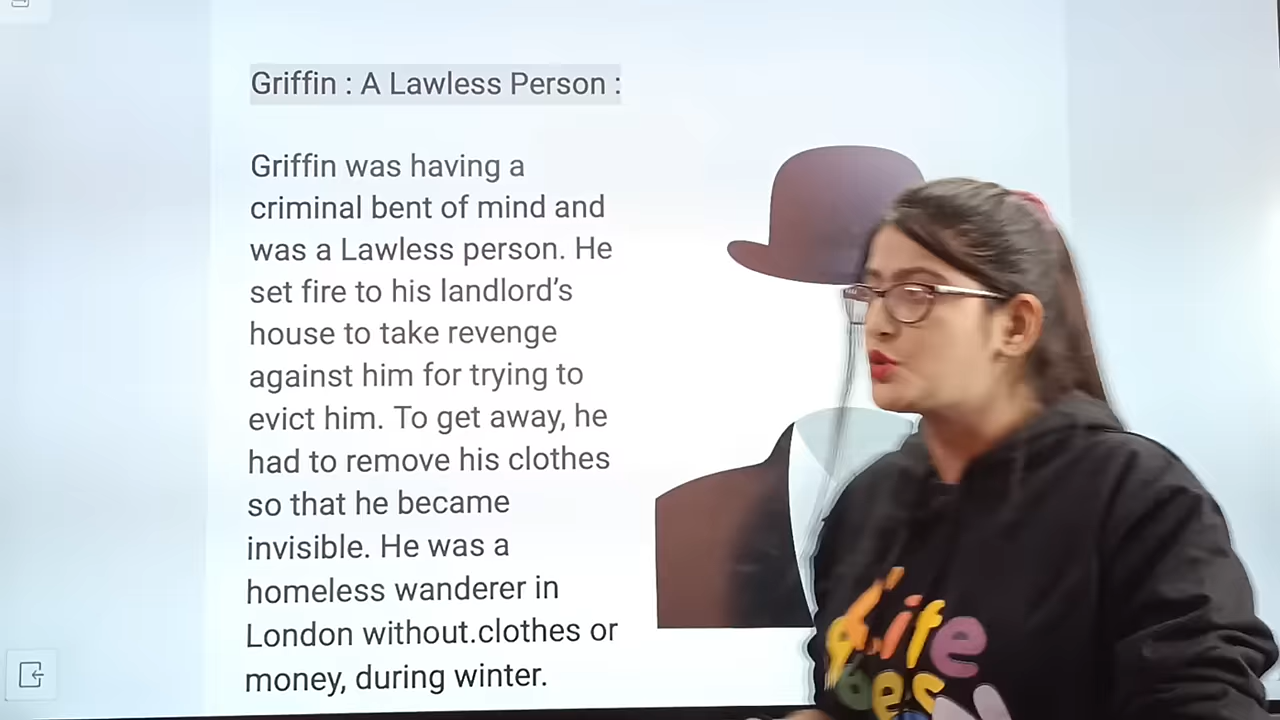 Griffin : A Lawless Person :
Griffin was having a
criminal bent of mind and
was a Lawless person. He
set fire to his landlord's
house to take revenge
against him for trying to
evict him. To get away, he
had to remove his clothes
so that he became
invisible. He was a
homeless wanderer in
London without.clothes or
money, during winter.
Life
bes